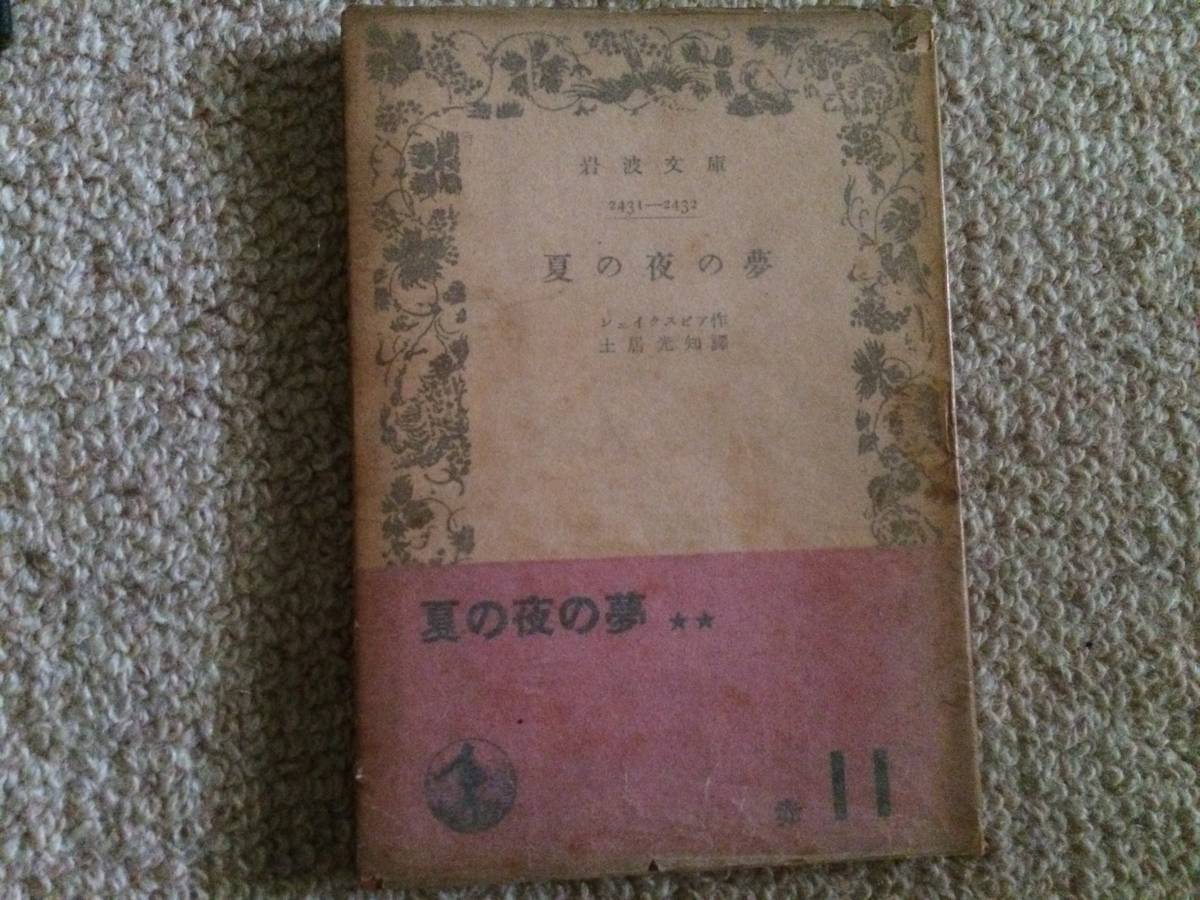 岩波文庫
2431—2432
夏の夜の夢
シェイクスピア作
土居光知譯
夏の夜の夢 ★★
11